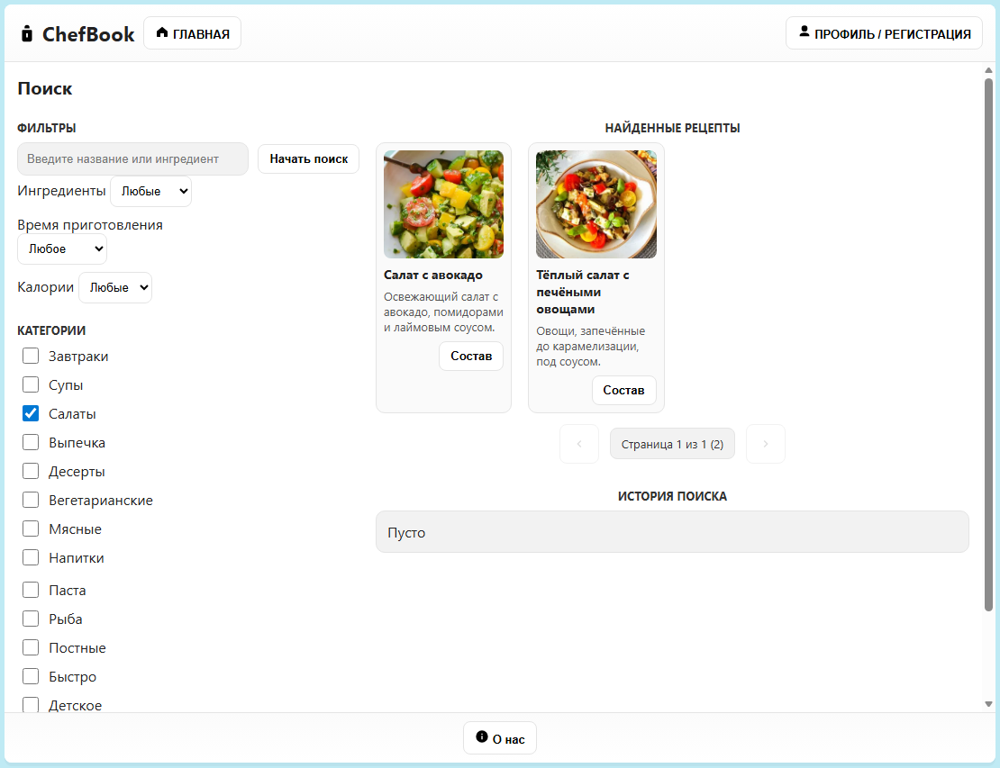 ChefBook
ГЛАВНАЯ
ПРОФИЛЬ / РЕГИСТРАЦИЯ
Поиск
ФИЛЬТРЫ
Введите название или ингредиент
Начать поиск
Ингредиенты Любые
Время приготовления
Любое
Калории Любые
КАТЕГОРИИ
Завтраки
Супы
Салаты
Выпечка
Десерты
Вегетарианские
Мясные
Напитки
Паста
Рыба
Постные
Быстро
Детское
НАЙДЕННЫЕ РЕЦЕПТЫ
Салат с авокадо
Освежающий салат с
авокадо, помидорами
и лаймовым соусом.
Состав
Тёплый салат с
печёными
овощами
Овощи, запечённые
до карамелизации,
под соусом.
Состав
Страница 1 из 1 (2)
ИСТОРИЯ ПОИСКА
Пусто
О нас